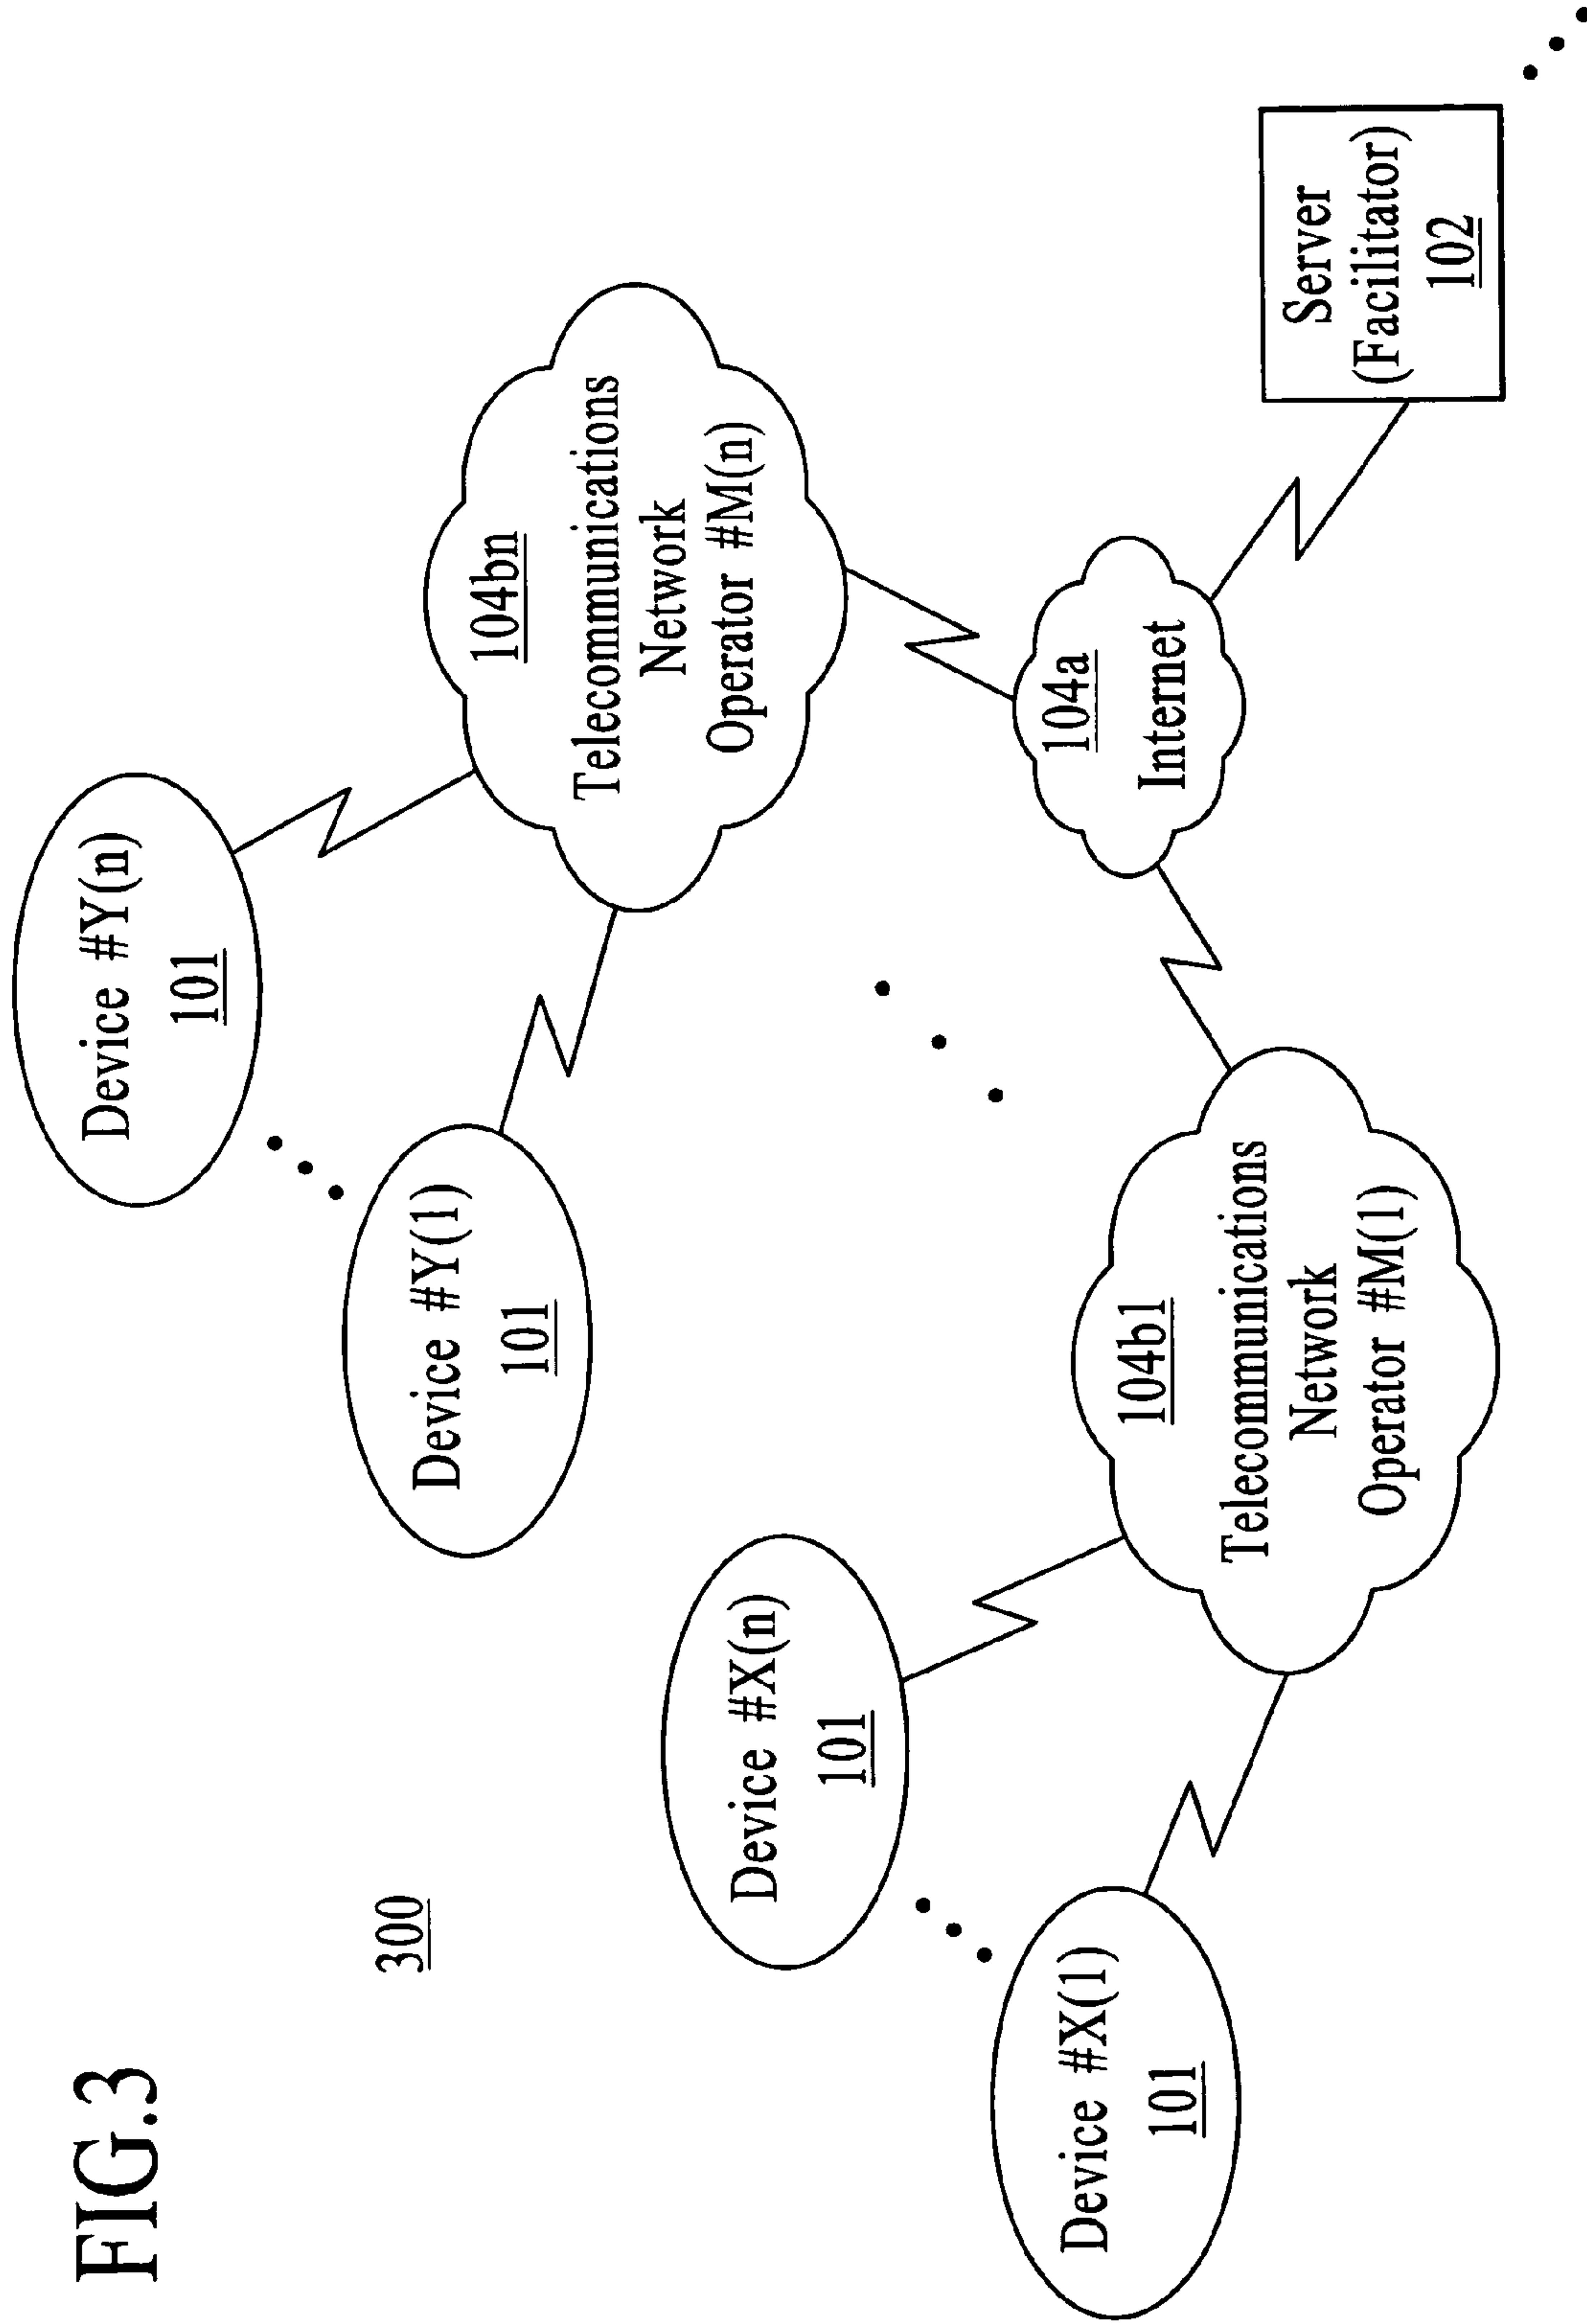 FIG.3
300
Device #Y(n)
101
Device #Y(1)
101
104bn
Telecommunications
Network
Operator #M(n)
Device #X(n)
101
Device #X(1)
101
104b1
Telecommunications
Network
Operator #M(1)
104a
Internet
Server
(Facilitator)
102